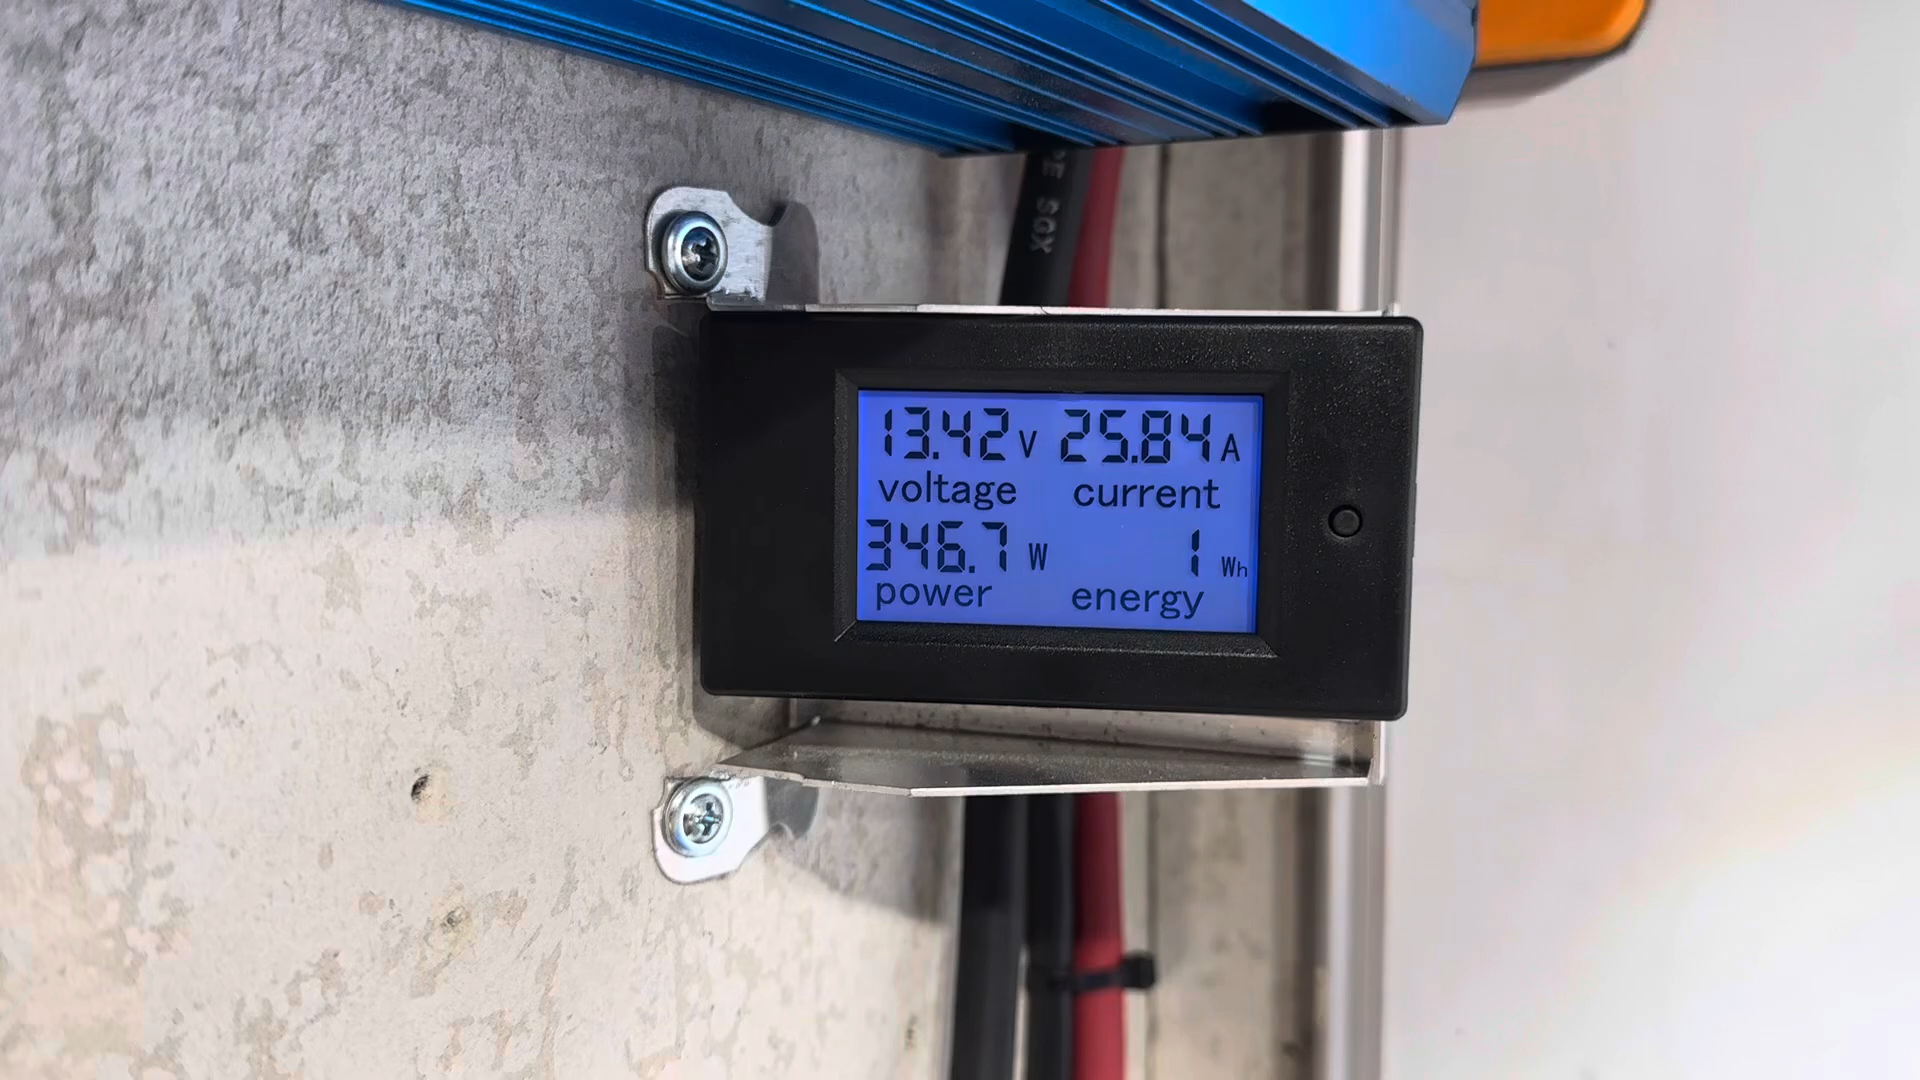 13.42 V 25.84 A
voltage current
346.7 W 1 Wh
power energy